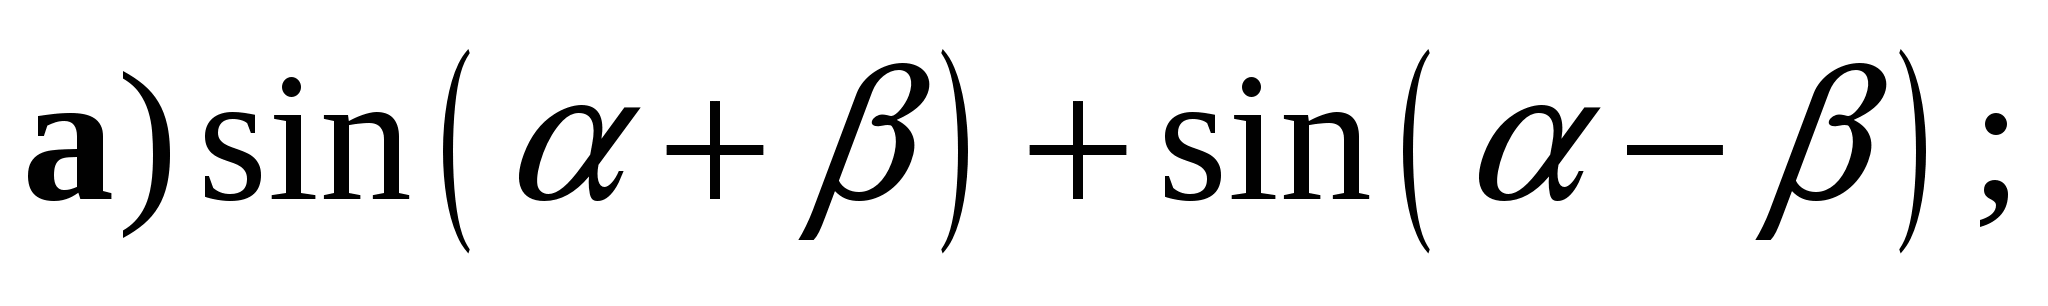 а) sin( α + β ) + sin( α − β ) ;